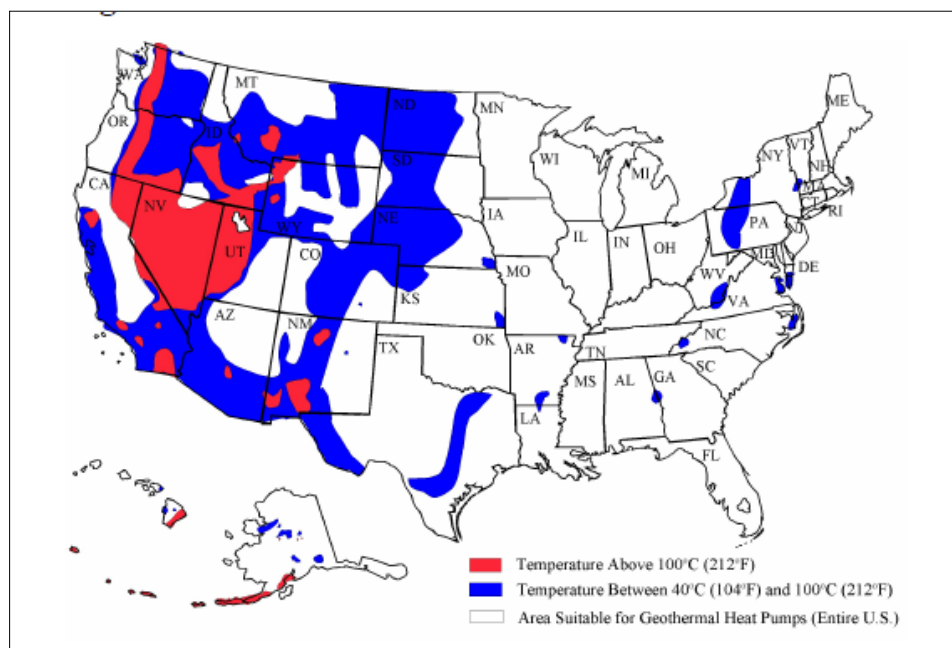 WA
MT
ND
MN
ME
OR
ID
VT
NY
NH
WI
SD
MI
CA
MA
CT
RI
NV
NE
IA
PA
WY
IL
IN
OH
UT
MD
CO
MO
WV
DE
KS
VA
AZ
NM
OK
NC
TX
AR
TN
SC
MS
AL
GA
LA
FL
Temperature Above 100°C (212°F)
Temperature Between 40°C (104°F) and 100°C (212°F)
Area Suitable for Geothermal Heat Pumps (Entire U.S.)